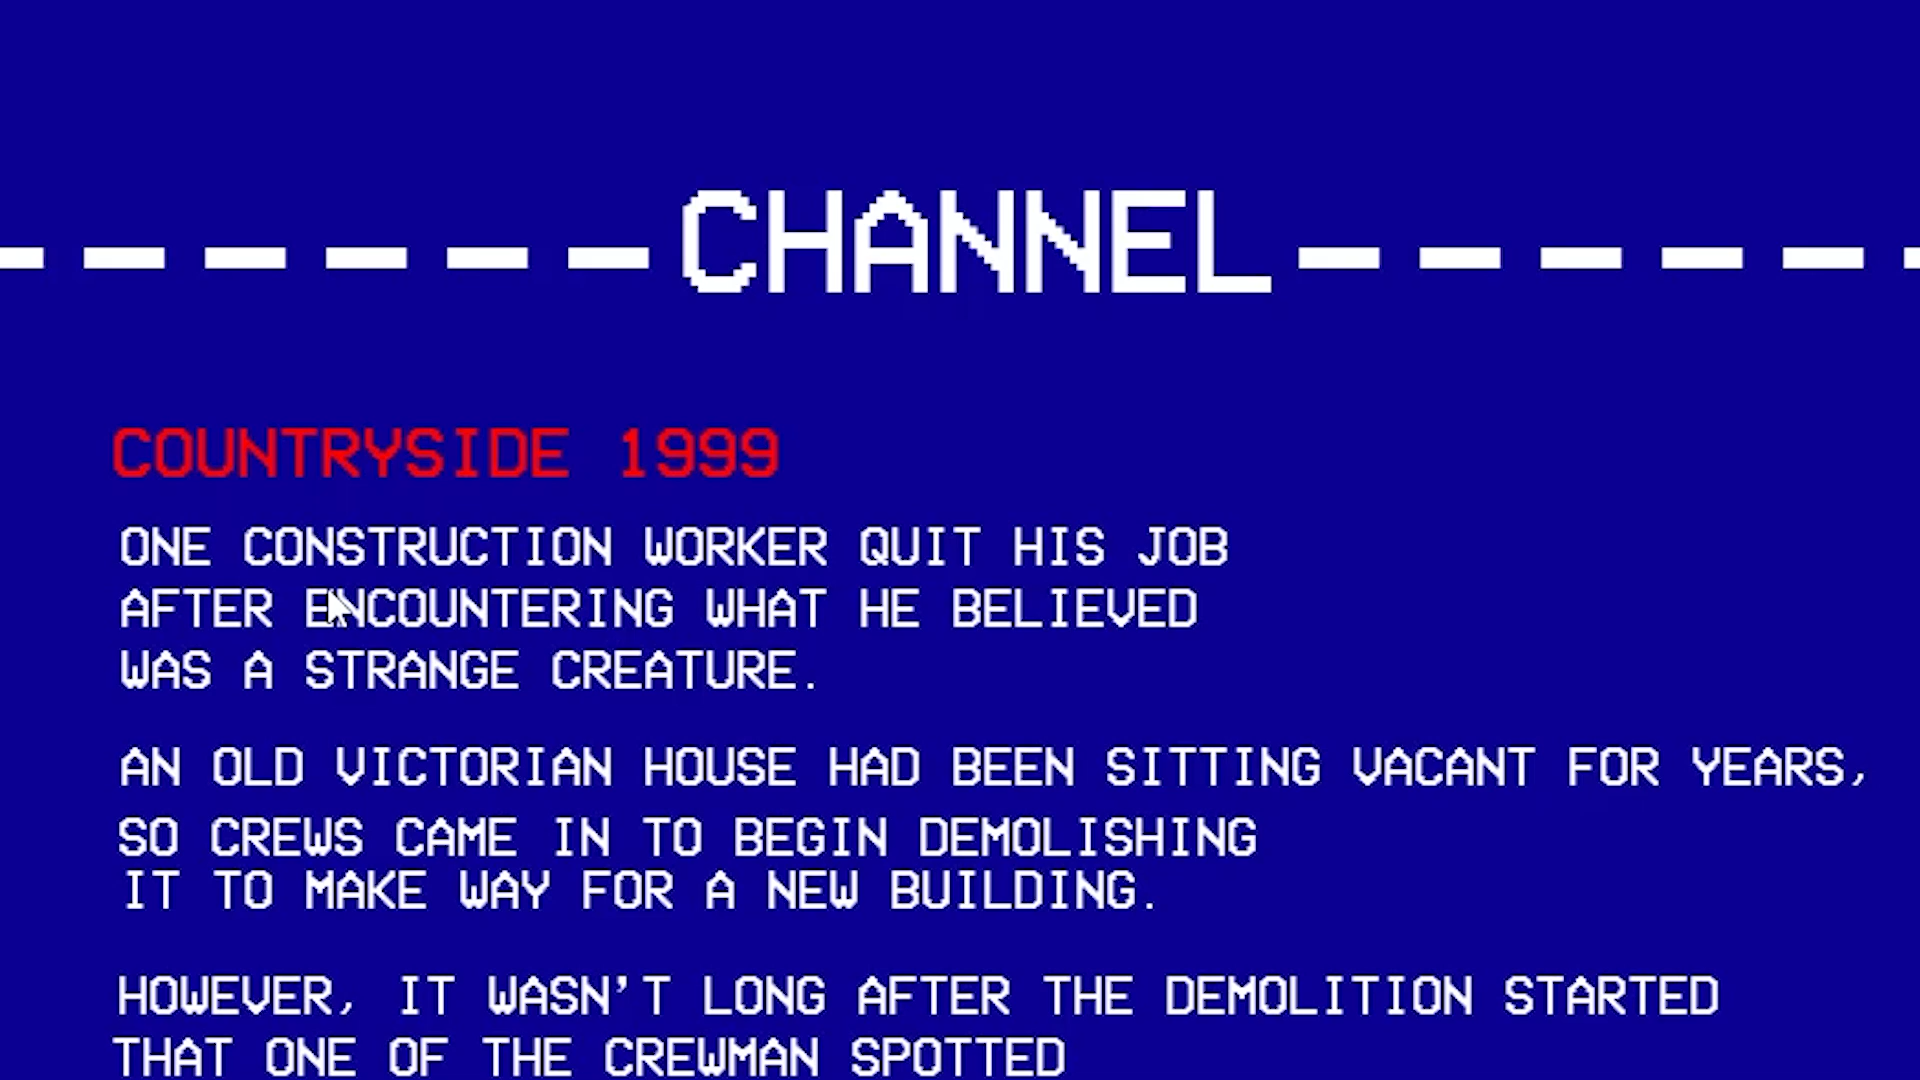 CHANNEL
COUNTRYSIDE 1999
ONE CONSTRUCTION WORKER QUIT HIS JOB
AFTER ENCOUNTERING WHAT HE BELIEVED
WAS A STRANGE CREATURE.
AN OLD VICTORIAN HOUSE HAD BEEN SITTING VACANT FOR YEARS,
SO CREWS CAME IN TO BEGIN DEMOLISHING
IT TO MAKE WAY FOR A NEW BUILDING.
HOWEVER, IT WASN'T LONG AFTER THE DEMOLITION STARTED
THAT ONE OF THE CREWMAN SPOTTED